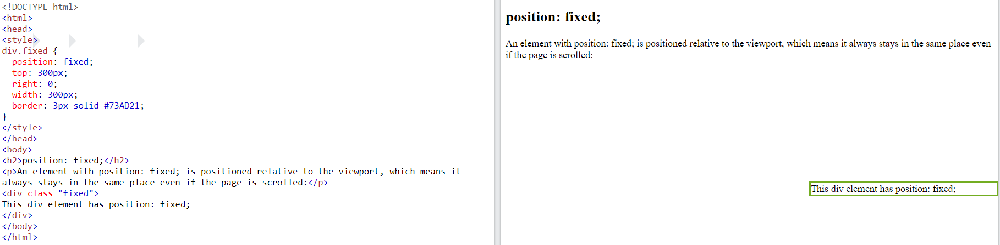 <!DOCTYPE html>
<html>
<head>
<style>
div.fixed {
  position: fixed;
  top: 300px;
  right: 0;
  width: 300px;
  border: 3px solid #73AD21;
}
</style>
</head>
<body>
<h2>position: fixed;</h2>
<p>An element with position: fixed; is positioned relative to the viewport, which means it
always stays in the same place even if the page is scrolled:</p>
<div class="fixed">
This div element has position: fixed;
</div>
</body>
</html>
position: fixed;
An element with position: fixed; is positioned relative to the viewport, which means it always stays in the same place even
if the page is scrolled:
This div element has position: fixed;